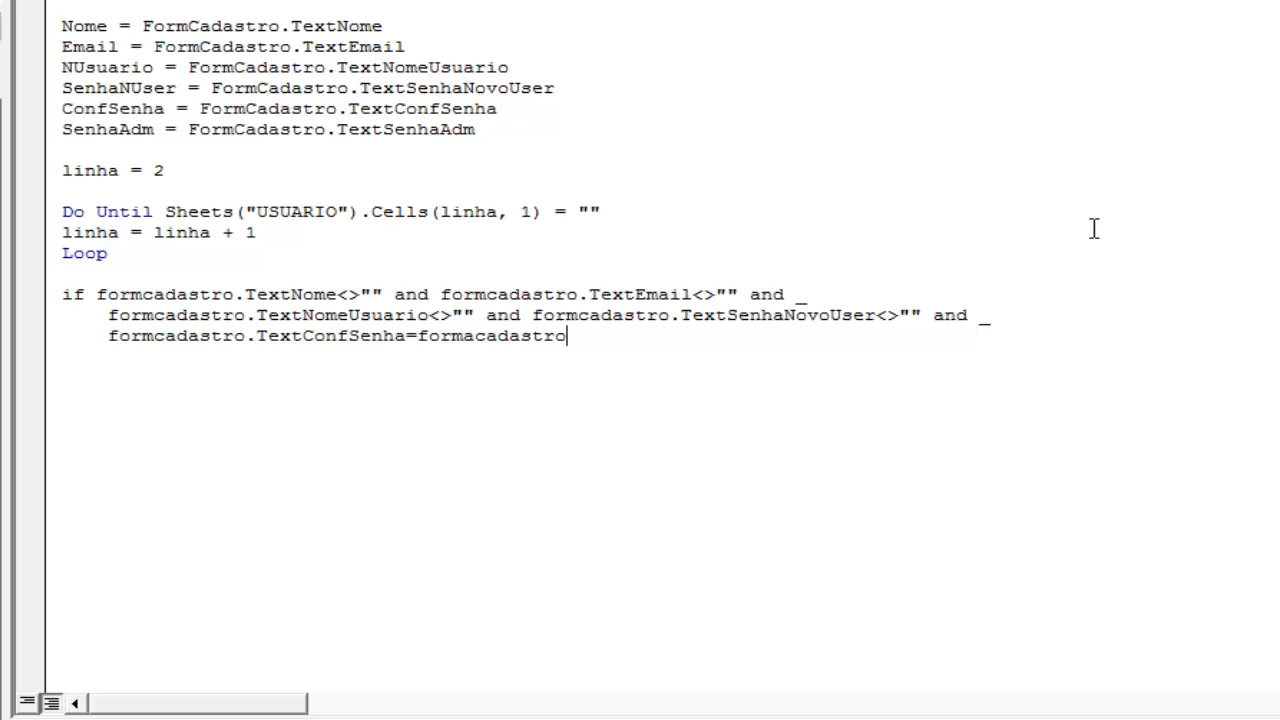 Nome = FormCadastro.TextNome
Email = FormCadastro.TextEmail
NUsuario = FormCadastro.TextNomeUsuario
SenhaNUser = FormCadastro.TextSenhaNovoUser
ConfSenha = FormCadastro.TextConfSenha
SenhaAdm = FormCadastro.TextSenhaAdm
linha = 2
Do Until Sheets("USUARIO").Cells(linha, 1) = ""
linha = linha + 1
Loop
if formcadastro.TextNome<>"" and formcadastro.TextEmail<>"" and _
formcadastro.TextNomeUsuario<>"" and formcadastro.TextSenhaNovoUser<>"" and _
formcadastro.TextConfSenha=formacadastro